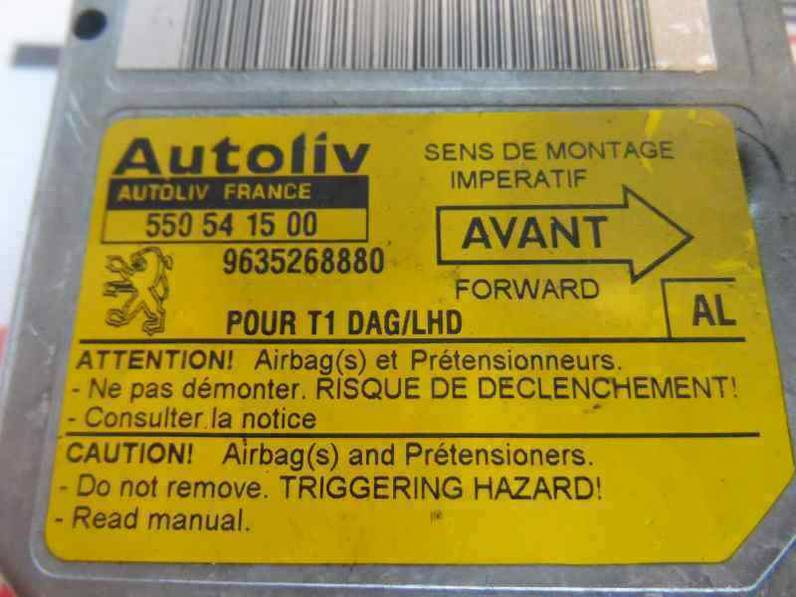 Autoliv
AUTOLIV FRANCE
550 54 15 00
9635268880
POUR T1 DAG/LHD
SENS DE MONTAGE
IMPERATIF
AVANT
FORWARD
AL
ATTENTION! Airbag(s) et Prétensionneurs.
- Ne pas démonter. RISQUE DE DECLENCHEMENT!
- Consulter la notice
CAUTION! Airbag(s) and Prétensioners.
- Do not remove. TRIGGERING HAZARD!
- Read manual.